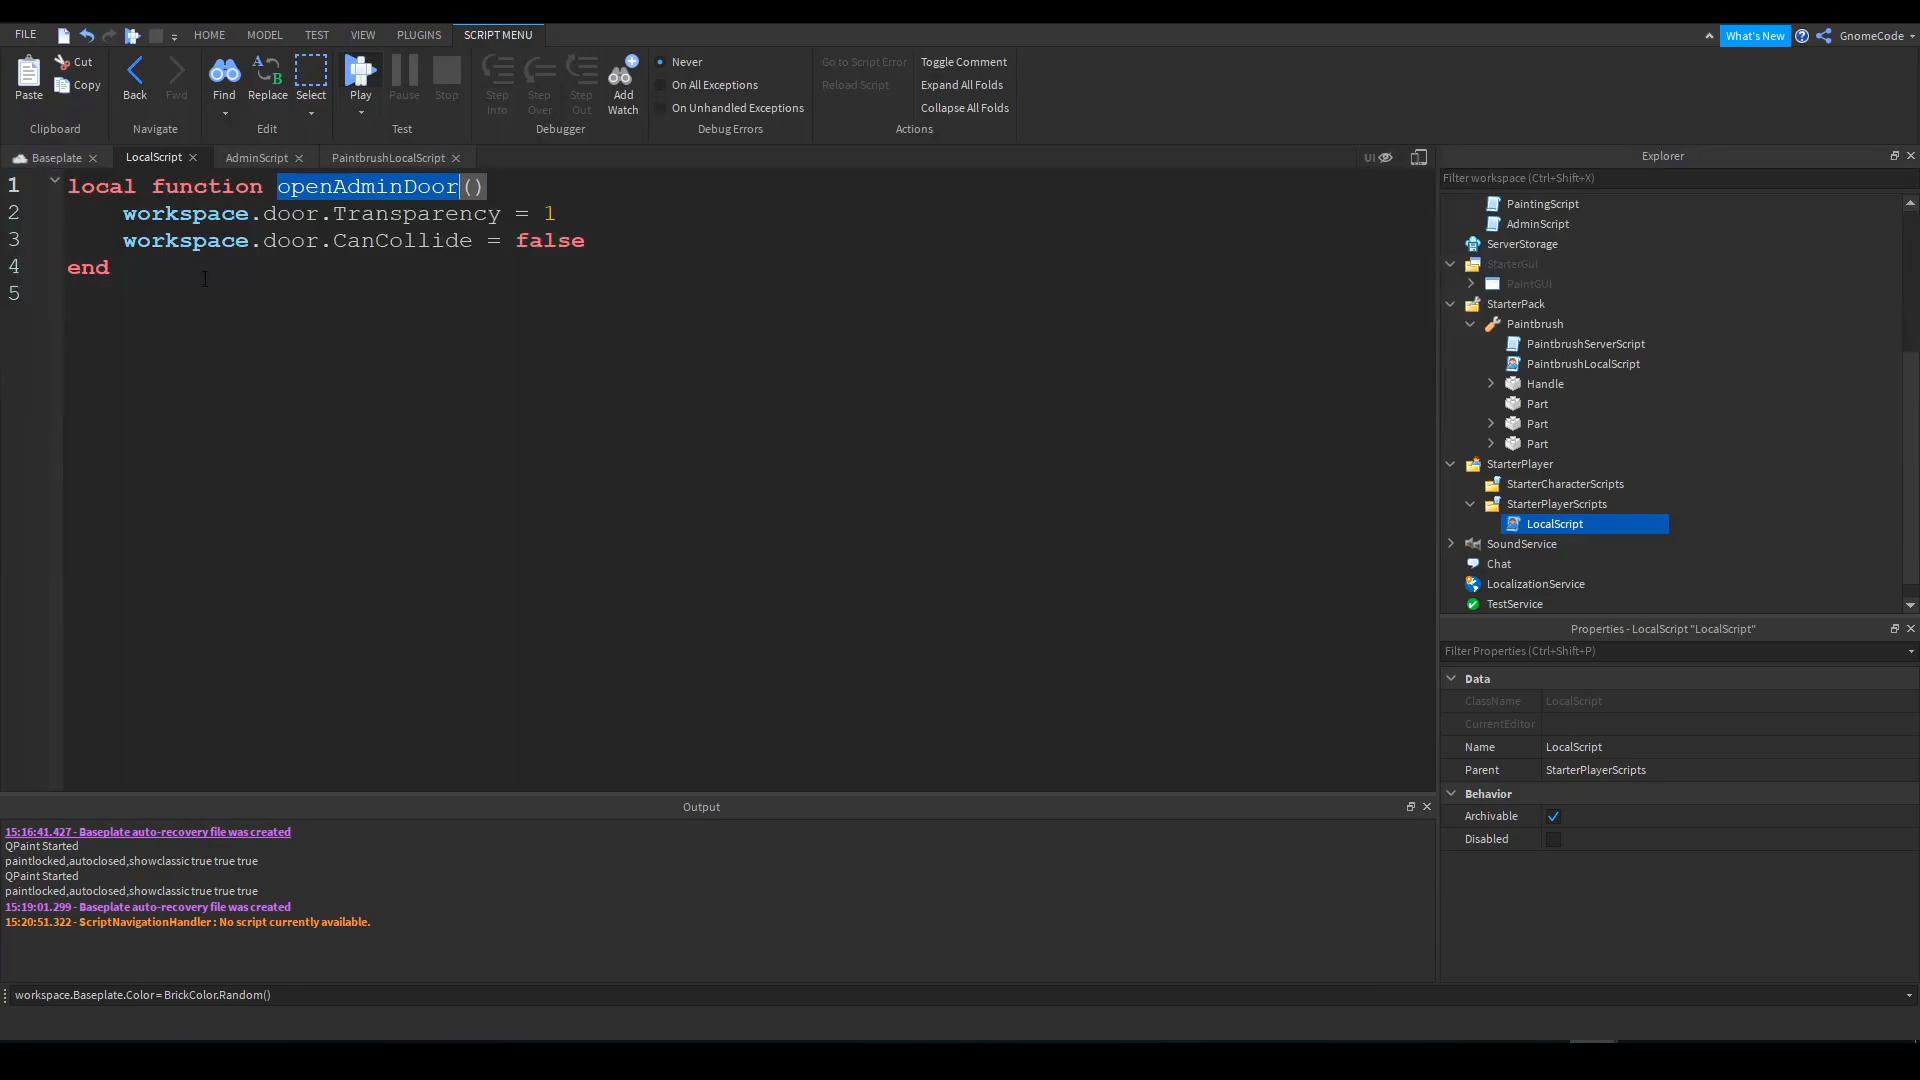 FILE HOME MODEL TEST VIEW PLUGINS SCRIPT MENU What's New GnomeCode
Paste Cut Copy
Back Fwd
Find Replace Select
Play Pause Stop
Step Into Step Over Step Out Add Watch
Never
On All Exceptions
On Unhandled Exceptions
Go to Script Error
Reload Script
Toggle Comment
Expand All Folds
Collapse All Folds
Clipboard Navigate Edit Test Debugger Debug Errors Actions
Baseplate LocalScript AdminScript PaintbrushLocalScript UI
1 local function openAdminDoor()
2 workspace.door.Transparency = 1
3 workspace.door.CanCollide = false
4 end
5
Explorer
Filter workspace (Ctrl+Shift+X)
PaintingScript
AdminScript
ServerStorage
StarterGui
PaintGUI
StarterPack
Paintbrush
PaintbrushServerScript
PaintbrushLocalScript
Handle
Part
Part
Part
StarterPlayer
StarterCharacterScripts
StarterPlayerScripts
LocalScript
SoundService
Chat
LocalizationService
TestService
Properties - LocalScript "LocalScript"
Filter Properties (Ctrl+Shift+P)
Data
ClassName LocalScript
CurrentEditor
Name LocalScript
Parent StarterPlayerScripts
Behavior
Archivable
Disabled
Output
15:16:41.427 - Baseplate auto-recovery file was created
QPaint Started
paintlocked,autoclosed,showclassic true true true
QPaint Started
paintlocked,autoclosed,showclassic true true true
15:19:01.299 - Baseplate auto-recovery file was created
15:20:51.322 - ScriptNavigationHandler : No script currently available.
workspace.Baseplate.Color = BrickColor.Random()